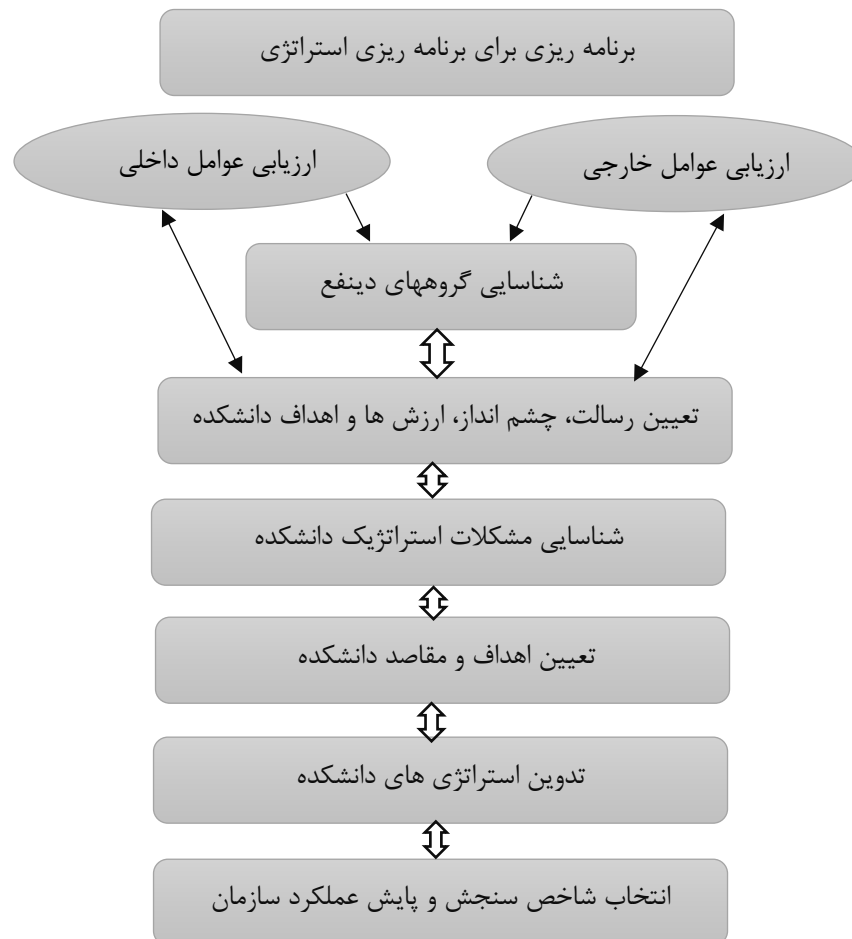 برنامه ریزی برای برنامه ریزی استراتژی
ارزیابی عوامل خارجی
ارزیابی عوامل داخلی
شناسایی گروههای دینفع
تعیین رسالت، چشم انداز، ارزش ها و اهداف دانشکده
شناسایی مشکلات استراتژیک دانشکده
تعیین اهداف و مقاصد دانشکده
تدوین استراتژی های دانشکده
انتخاب شاخص سنجش و پایش عملکرد سازمان